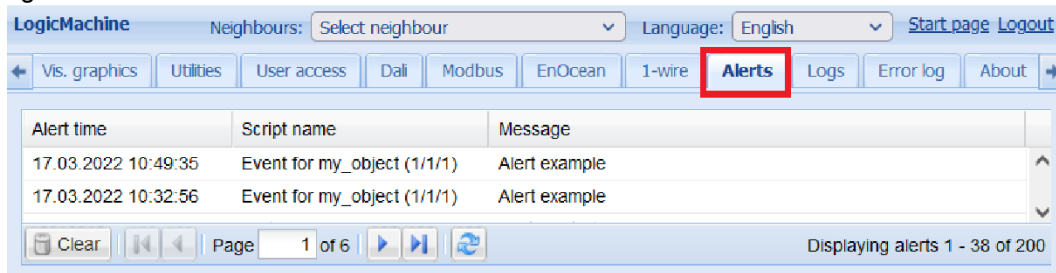 LogicMachine Neighbours: Select neighbour Language: English Start page Logout
Vis. graphics Utilities User access Dali Modbus EnOcean 1-wire Alerts Logs Error log About
Alert time Script name Message
17.03.2022 10:49:35 Event for my_object (1/1/1) Alert example
17.03.2022 10:32:56 Event for my_object (1/1/1) Alert example
Clear Page 1 of 6 Displaying alerts 1 - 38 of 200